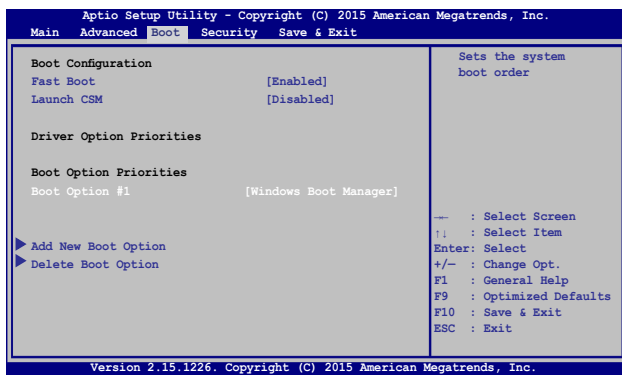 Aptio Setup Utility - Copyright (C) 2015 American Megatrends, Inc.
Main Advanced Boot Security Save & Exit
Boot Configuration
Fast Boot [Enabled]
Launch CSM [Disabled]
Driver Option Priorities
Boot Option Priorities
Boot Option #1 [Windows Boot Manager]
Add New Boot Option
Delete Boot Option
Sets the system
boot order
→← : Select Screen
↑↓ : Select Item
Enter: Select
+/— : Change Opt.
F1 : General Help
F9 : Optimized Defaults
F10 : Save & Exit
ESC : Exit
Version 2.15.1226. Copyright (C) 2015 American Megatrends, Inc.